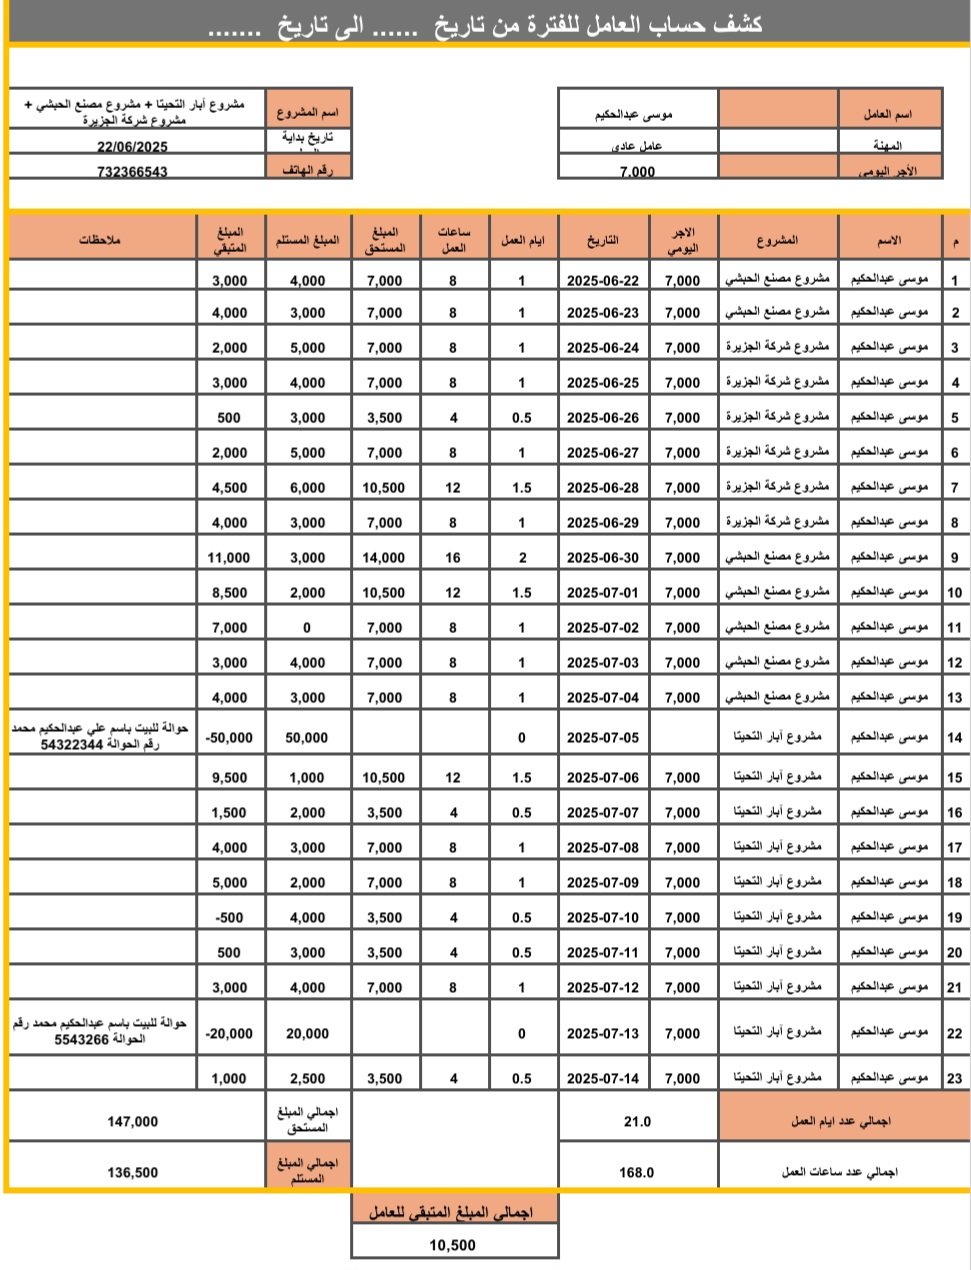 كشف حساب العامل للفترة من تاريخ ...... الى تاريخ .......
اسم العامل موسى عبدالحكيم اسم المشروع مشروع آبار التحيتا + مشروع مصنع الحبشي +
مشروع شركة الجزيرة
المهنة عامل عادي تاريخ بداية 22/06/2025
الأجر اليومي 7,000 رقم الهاتف 732366543
م الاسم المشروع الاجر اليومي التاريخ ايام العمل ساعات العمل المبلغ المستحق المبلغ المستلم المبلغ المتبقي ملاحظات
1 موسى عبدالحكيم مشروع مصنع الحبشي 7,000 2025-06-22 1 8 7,000 4,000 3,000
2 موسى عبدالحكيم مشروع مصنع الحبشي 7,000 2025-06-23 1 8 7,000 3,000 4,000
3 موسى عبدالحكيم مشروع شركة الجزيرة 7,000 2025-06-24 1 8 7,000 5,000 2,000
4 موسى عبدالحكيم مشروع شركة الجزيرة 7,000 2025-06-25 1 8 7,000 4,000 3,000
5 موسى عبدالحكيم مشروع شركة الجزيرة 7,000 2025-06-26 0.5 4 3,500 3,000 500
6 موسى عبدالحكيم مشروع شركة الجزيرة 7,000 2025-06-27 1 8 7,000 5,000 2,000
7 موسى عبدالحكيم مشروع شركة الجزيرة 7,000 2025-06-28 1.5 12 10,500 6,000 4,500
8 موسى عبدالحكيم مشروع شركة الجزيرة 7,000 2025-06-29 1 8 7,000 3,000 4,000
9 موسى عبدالحكيم مشروع مصنع الحبشي 7,000 2025-06-30 2 16 14,000 3,000 11,000
10 موسى عبدالحكيم مشروع مصنع الحبشي 7,000 2025-07-01 1.5 12 10,500 2,000 8,500
11 موسى عبدالحكيم مشروع مصنع الحبشي 7,000 2025-07-02 1 8 7,000 0 7,000
12 موسى عبدالحكيم مشروع مصنع الحبشي 7,000 2025-07-03 1 8 7,000 4,000 3,000
13 موسى عبدالحكيم مشروع مصنع الحبشي 7,000 2025-07-04 1 8 7,000 3,000 4,000
14 موسى عبدالحكيم مشروع آبار التحيتا 2025-07-05 0 50,000 -50,000 حوالة للبيت باسم علي عبدالحكيم محمد
رقم الحوالة 54322344
15 موسى عبدالحكيم مشروع آبار التحيتا 7,000 2025-07-06 1.5 12 10,500 1,000 9,500
16 موسى عبدالحكيم مشروع آبار التحيتا 7,000 2025-07-07 0.5 4 3,500 2,000 1,500
17 موسى عبدالحكيم مشروع آبار التحيتا 7,000 2025-07-08 1 8 7,000 3,000 4,000
18 موسى عبدالحكيم مشروع آبار التحيتا 7,000 2025-07-09 1 8 7,000 2,000 5,000
19 موسى عبدالحكيم مشروع آبار التحيتا 7,000 2025-07-10 0.5 4 3,500 4,000 -500
20 موسى عبدالحكيم مشروع آبار التحيتا 7,000 2025-07-11 0.5 4 3,500 3,000 500
21 موسى عبدالحكيم مشروع آبار التحيتا 7,000 2025-07-12 1 8 7,000 4,000 3,000
22 موسى عبدالحكيم مشروع آبار التحيتا 7,000 2025-07-13 0 20,000 -20,000 حوالة للبيت باسم عبدالحكيم محمد رقم
الحوالة 5543266
23 موسى عبدالحكيم مشروع آبار التحيتا 7,000 2025-07-14 0.5 4 3,500 2,500 1,000
اجمالي عدد ايام العمل 21.0 اجمالي المبلغ المستحق 147,000
اجمالي عدد ساعات العمل 168.0 اجمالي المبلغ المستلم 136,500
اجمالي المبلغ المتبقي للعامل
10,500